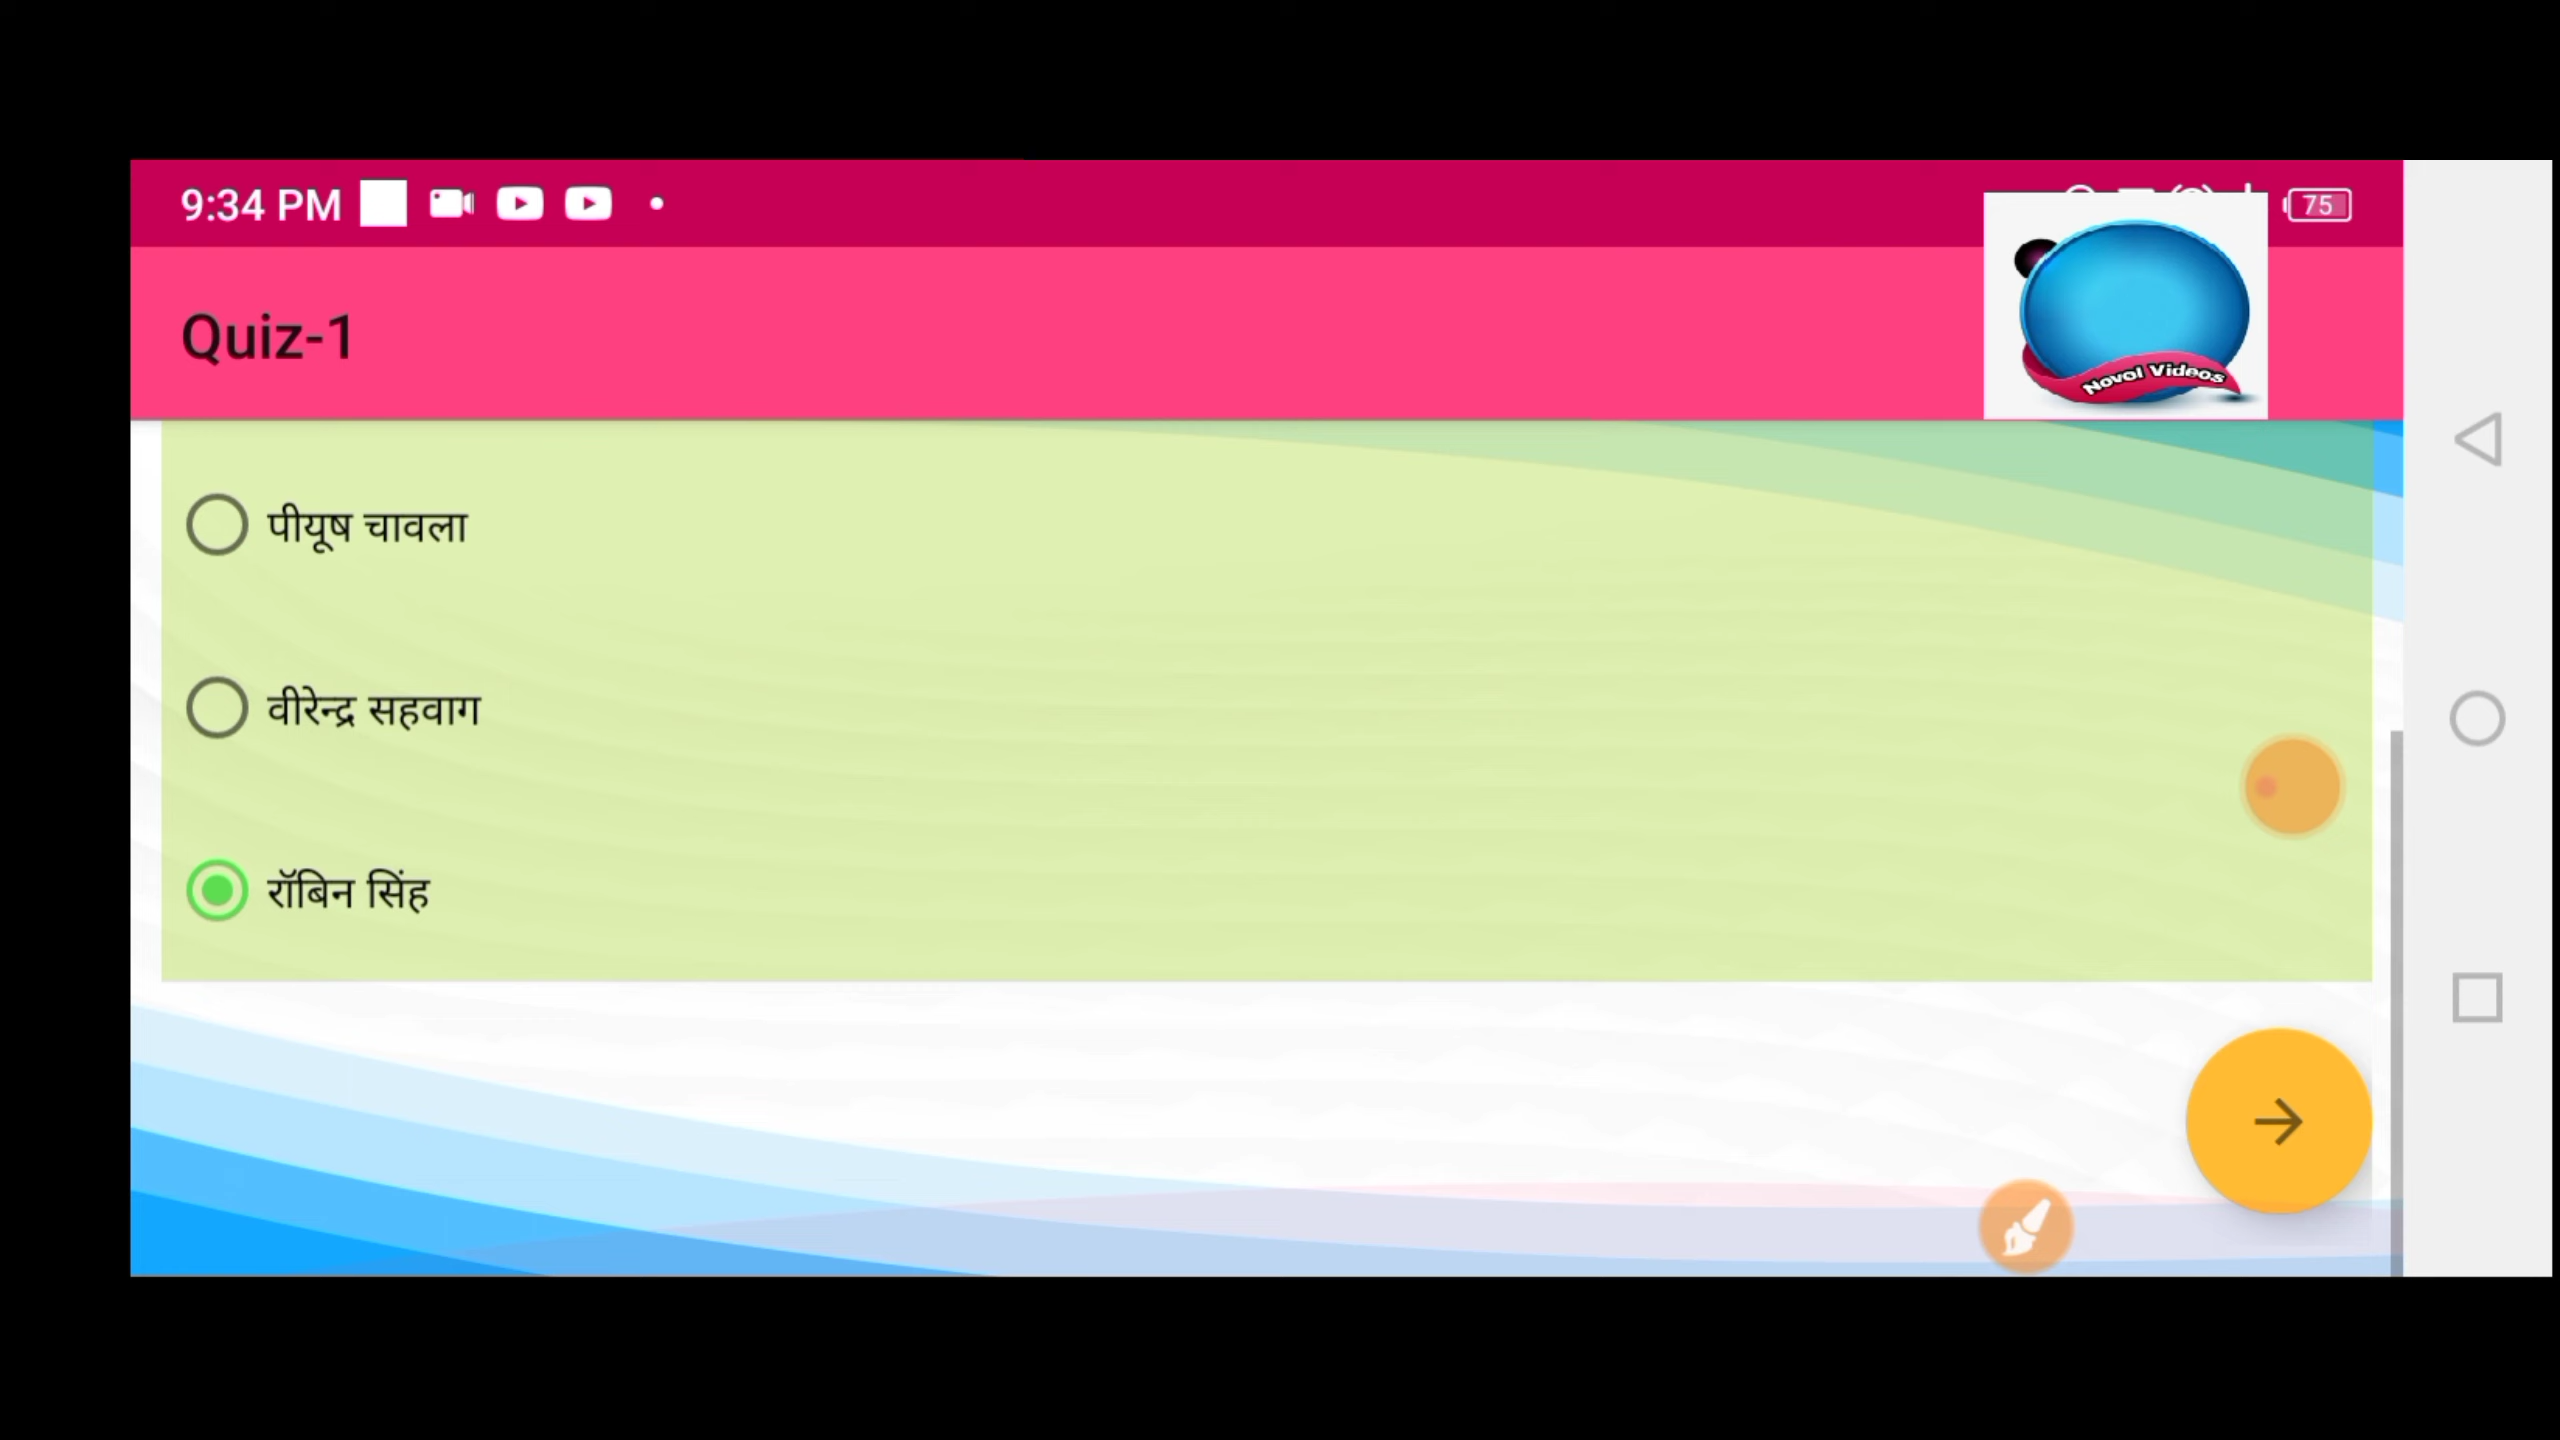 9:34 PM
75
Quiz-1
Novol Videos
पीयूष चावला
वीरेन्द्र सहवाग
रॉबिन सिंह